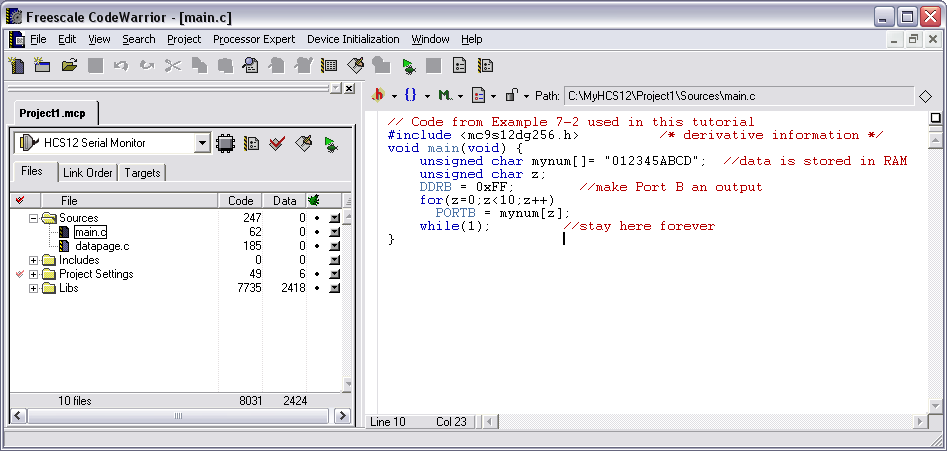 Freescale CodeWarrior - [main.c]
File Edit View Search Project Processor Expert Device Initialization Window Help
Project1.mcp
HCS12 Serial Monitor
Files Link Order Targets
File Code Data
Sources 247 0
main.c 62 0
datapage.c 185 0
Includes 0 0
Project Settings 49 6
Libs 7735 2418
10 files 8031 2424
h {} M. Path: C:\MyHCS12\Project1\Sources\main.c
// Code from Example 7-2 used in this tutorial
#include <mc9s12dg256.h> /* derivative information */
void main(void) {
unsigned char mynum[]= "012345ABCD"; //data is stored in RAM
unsigned char z;
DDRB = 0xFF; //make Port B an output
for(z=0;z<10;z++)
PORTB = mynum[z];
while(1); //stay here forever
}
Line 10 Col 23